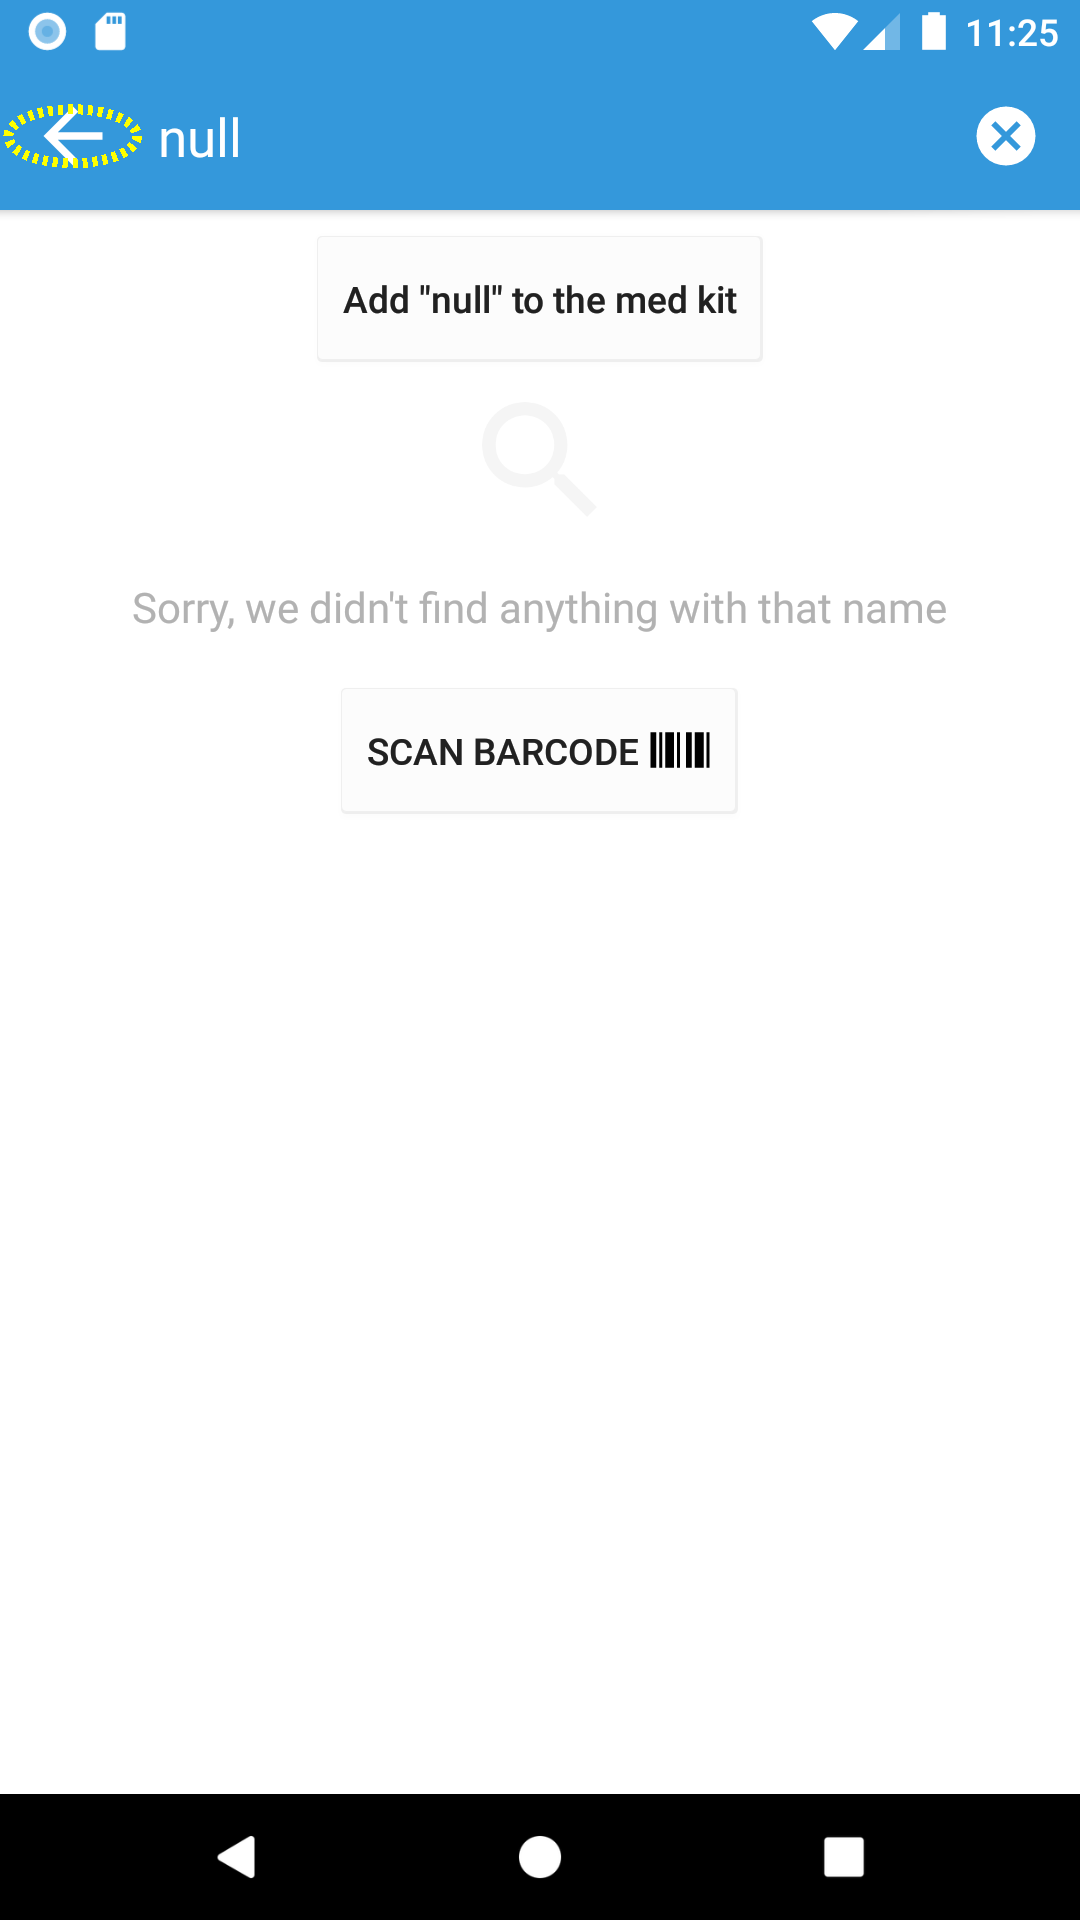 11:25
null
Add "null" to the med kit
Sorry, we didn't find anything with that name
SCAN BARCODE